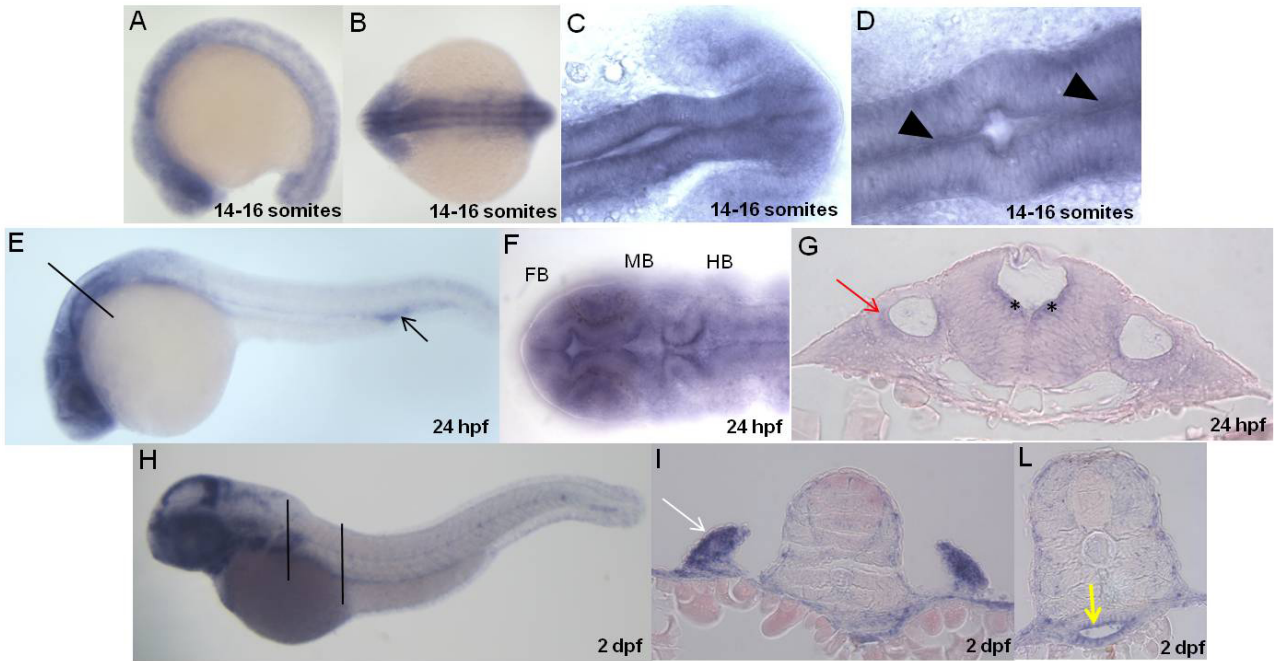 A
14-16 somites
B
14-16 somites
C
14-16 somites
D
14-16 somites
E
24 hpf
F
FB
MB
HB
24 hpf
G
*
*
24 hpf
H
2 dpf
I
2 dpf
L
2 dpf